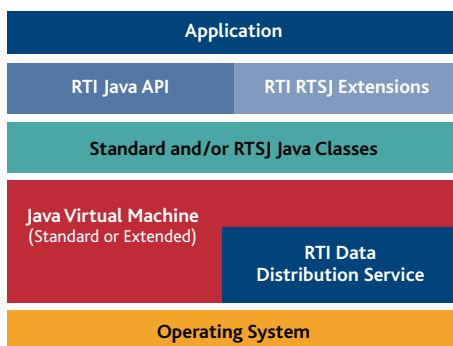 Application
RTI Java API
RTI RTSJ Extensions
Standard and/or RTSJ Java Classes
Java Virtual Machine
(Standard or Extended)
RTI Data
Distribution Service
Operating System